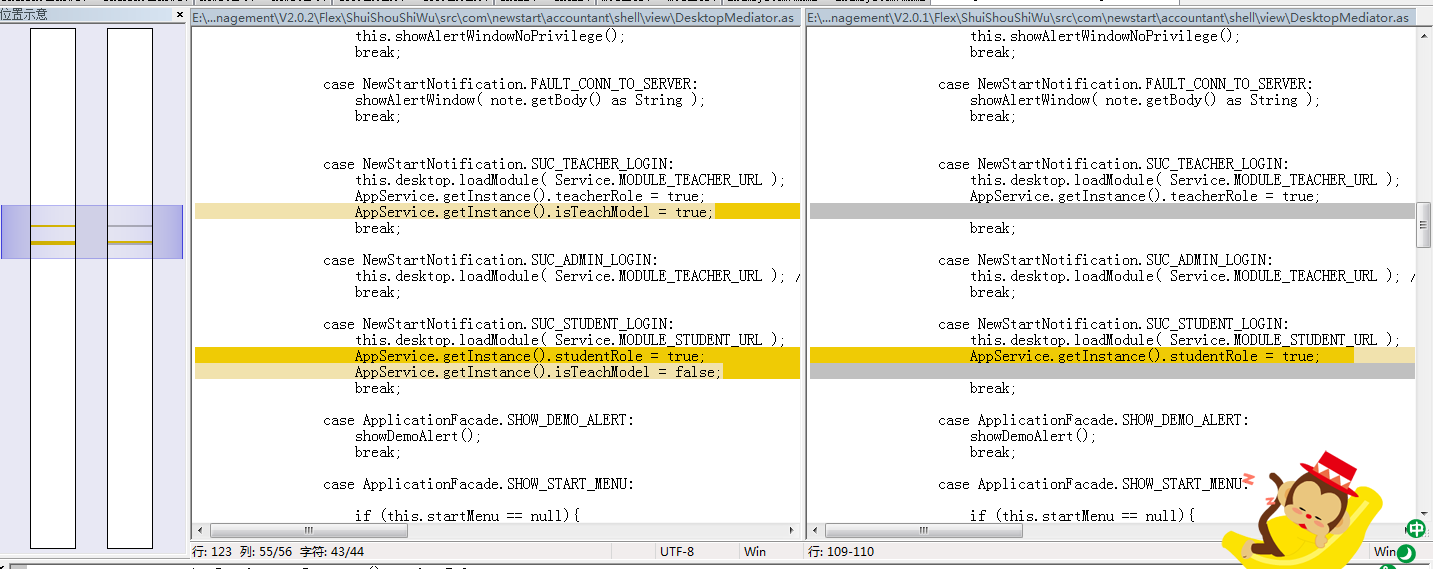 位置示意
×
E:\...nagement\V2.0.2\Flex\ShuiShouShiWu\src\com\newstart\accountant\shell\view\DesktopMediator.as
this.showAlertWindowNoPrivilege();
break;
case NewStartNotification.FAULT_CONN_TO_SERVER:
showAlertWindow( note.getBody() as String );
break;
case NewStartNotification.SUC_TEACHER_LOGIN:
this.desktop.loadModule( Service.MODULE_TEACHER_URL );
AppService.getInstance().teacherRole = true;
AppService.getInstance().isTeachModel = true;
break;
case NewStartNotification.SUC_ADMIN_LOGIN:
this.desktop.loadModule( Service.MODULE_TEACHER_URL ); /
break;
case NewStartNotification.SUC_STUDENT_LOGIN:
this.desktop.loadModule( Service.MODULE_STUDENT_URL );
AppService.getInstance().studentRole = true;
AppService.getInstance().isTeachModel = false;
break;
case ApplicationFacade.SHOW_DEMO_ALERT:
showDemoAlert();
break;
case ApplicationFacade.SHOW_START_MENU:
if (this.startMenu == null){
行: 123 列: 55/56 字符: 43/44
UTF-8
Win
E:\...nagement\V2.0.1\Flex\ShuiShouShiWu\src\com\newstart\accountant\shell\view\DesktopMediator.as
this.showAlertWindowNoPrivilege();
break;
case NewStartNotification.FAULT_CONN_TO_SERVER:
showAlertWindow( note.getBody() as String );
break;
case NewStartNotification.SUC_TEACHER_LOGIN:
this.desktop.loadModule( Service.MODULE_TEACHER_URL );
AppService.getInstance().teacherRole = true;
break;
case NewStartNotification.SUC_ADMIN_LOGIN:
this.desktop.loadModule( Service.MODULE_TEACHER_URL ); /
break;
case NewStartNotification.SUC_STUDENT_LOGIN:
this.desktop.loadModule( Service.MODULE_STUDENT_URL );
AppService.getInstance().studentRole = true;
break;
case ApplicationFacade.SHOW_DEMO_ALERT:
showDemoAlert();
break;
case ApplicationFacade.SHOW_START_MENU:
if (this.startMenu == null){
行: 109-110
Win
中